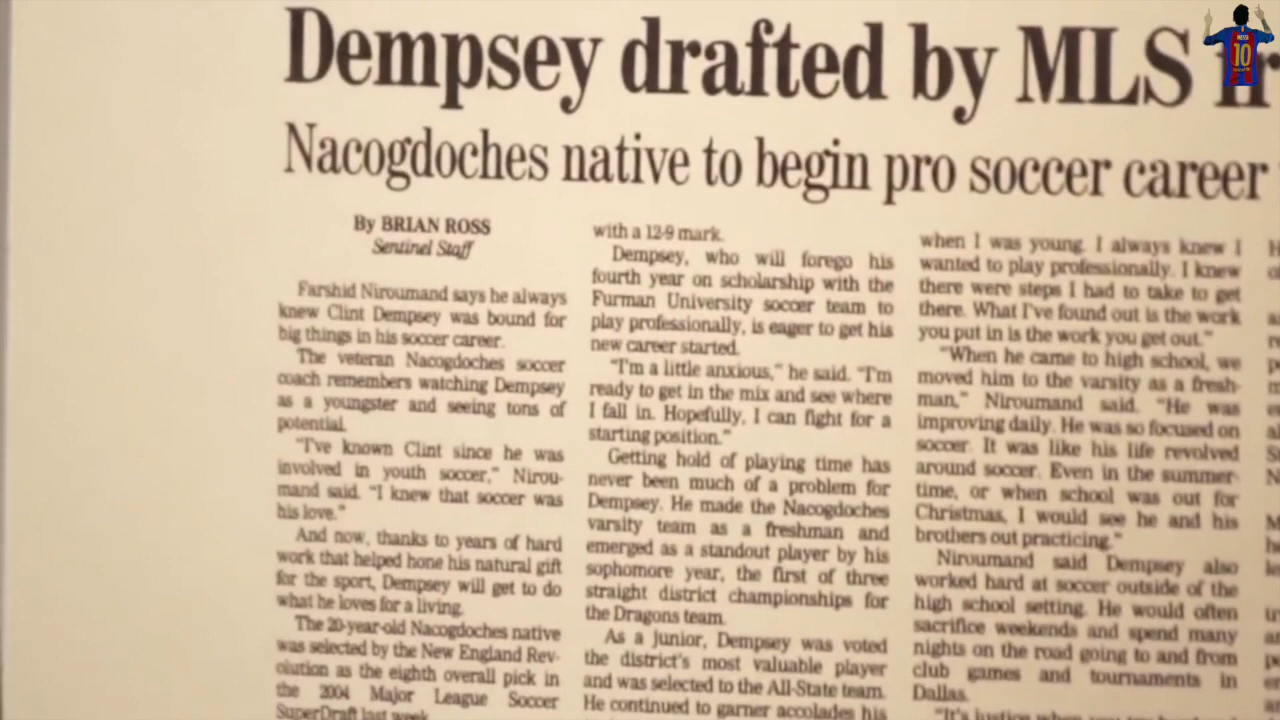 Dempsey drafted by MLS
Nacogdoches native to begin pro soccer career
By BRIAN ROSS
Sentinel Staff
Farshid Niroumand says he always
knew Clint Dempsey was bound for
big things in his soccer career.
The veteran Nacogdoches soccer
coach remembers watching Dempsey
as a youngster and seeing tons of
potential.
"I've known Clint since he was
involved in youth soccer," Nirou-
mand said. "I knew that soccer was
his love."
And now, thanks to years of hard
work that helped hone his natural gift
for the sport, Dempsey will get to do
what he loves for a living.
The 20-year-old Nacogdoches native
was selected by the New England Rev-
olution as the eighth overall pick in
the 2004 Major League Soccer
SuperDraft last week
with a 12-9 mark.
Dempsey, who will forego his
fourth year on scholarship with the
Furman University soccer team to
play professionally, is eager to get his
new career started.
"I'm a little anxious," he said. "I'm
ready to get in the mix and see where
I fall in. Hopefully, I can fight for a
starting position."
Getting hold of playing time has
never been much of a problem for
Dempsey. He made the Nacogdoches
varsity team as a freshman and
emerged as a standout player by his
sophomore year, the first of three
straight district championships for
the Dragons team.
As a junior, Dempsey was voted
the district's most valuable player
and was selected to the All-State team.
He continued to garner accolades his
when I was young. I always knew I
wanted to play professionally. I knew
there were steps I had to take to get
there. What I've found out is the work
you put in is the work you get out."
"When he came to high school, we
moved him to the varsity as a fresh-
man," Niroumand said. "He was
improving daily. He was so focused on
soccer. It was like his life revolved
around soccer. Even in the summer-
time, or when school was out for
Christmas, I would see he and his
brothers out practicing."
Niroumand said Dempsey also
worked hard at soccer outside of the
high school setting. He would often
sacrifice weekends and spend many
nights on the road going to and from
club games and tournaments in
Dallas.
"It's justice when
MESSI
10